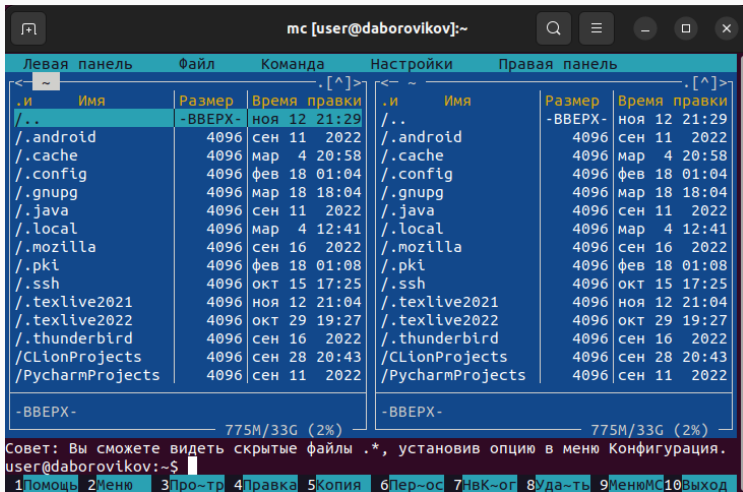 mc [user@daborovikov]:~
Левая панель Файл Команда Настройки Правая панель
<— ~ .[^]> <— ~ .[^]>
.и Имя Размер Время правки .и Имя Размер Время правки
/.. -ВВЕРХ- ноя 12 21:29 /.. -ВВЕРХ- ноя 12 21:29
/.android 4096 сен 11 2022 /.android 4096 сен 11 2022
/.cache 4096 мар 4 20:58 /.cache 4096 мар 4 20:58
/.config 4096 фев 18 01:04 /.config 4096 фев 18 01:04
/.gnupg 4096 мар 18 18:04 /.gnupg 4096 мар 18 18:04
/.java 4096 сен 11 2022 /.java 4096 сен 11 2022
/.local 4096 мар 4 12:41 /.local 4096 мар 4 12:41
/.mozilla 4096 сен 16 2022 /.mozilla 4096 сен 16 2022
/.pki 4096 фев 18 01:08 /.pki 4096 фев 18 01:08
/.ssh 4096 окт 15 17:25 /.ssh 4096 окт 15 17:25
/.texlive2021 4096 ноя 12 21:04 /.texlive2021 4096 ноя 12 21:04
/.texlive2022 4096 окт 29 19:27 /.texlive2022 4096 окт 29 19:27
/.thunderbird 4096 сен 16 2022 /.thunderbird 4096 сен 16 2022
/CLionProjects 4096 сен 28 20:43 /CLionProjects 4096 сен 28 20:43
/PycharmProjects 4096 сен 11 2022 /PycharmProjects 4096 сен 11 2022
-ВВЕРХ- -ВВЕРХ-
775M/33G (2%) 775M/33G (2%)
Совет: Вы сможете видеть скрытые файлы .*, установив опцию в меню Конфигурация.
user@daborovikov:~$
1Помощь 2Меню 3Про~тр 4Правка 5Копия 6Пер~ос 7НвК~ог 8Уда~ть 9МенюMC 10Выход